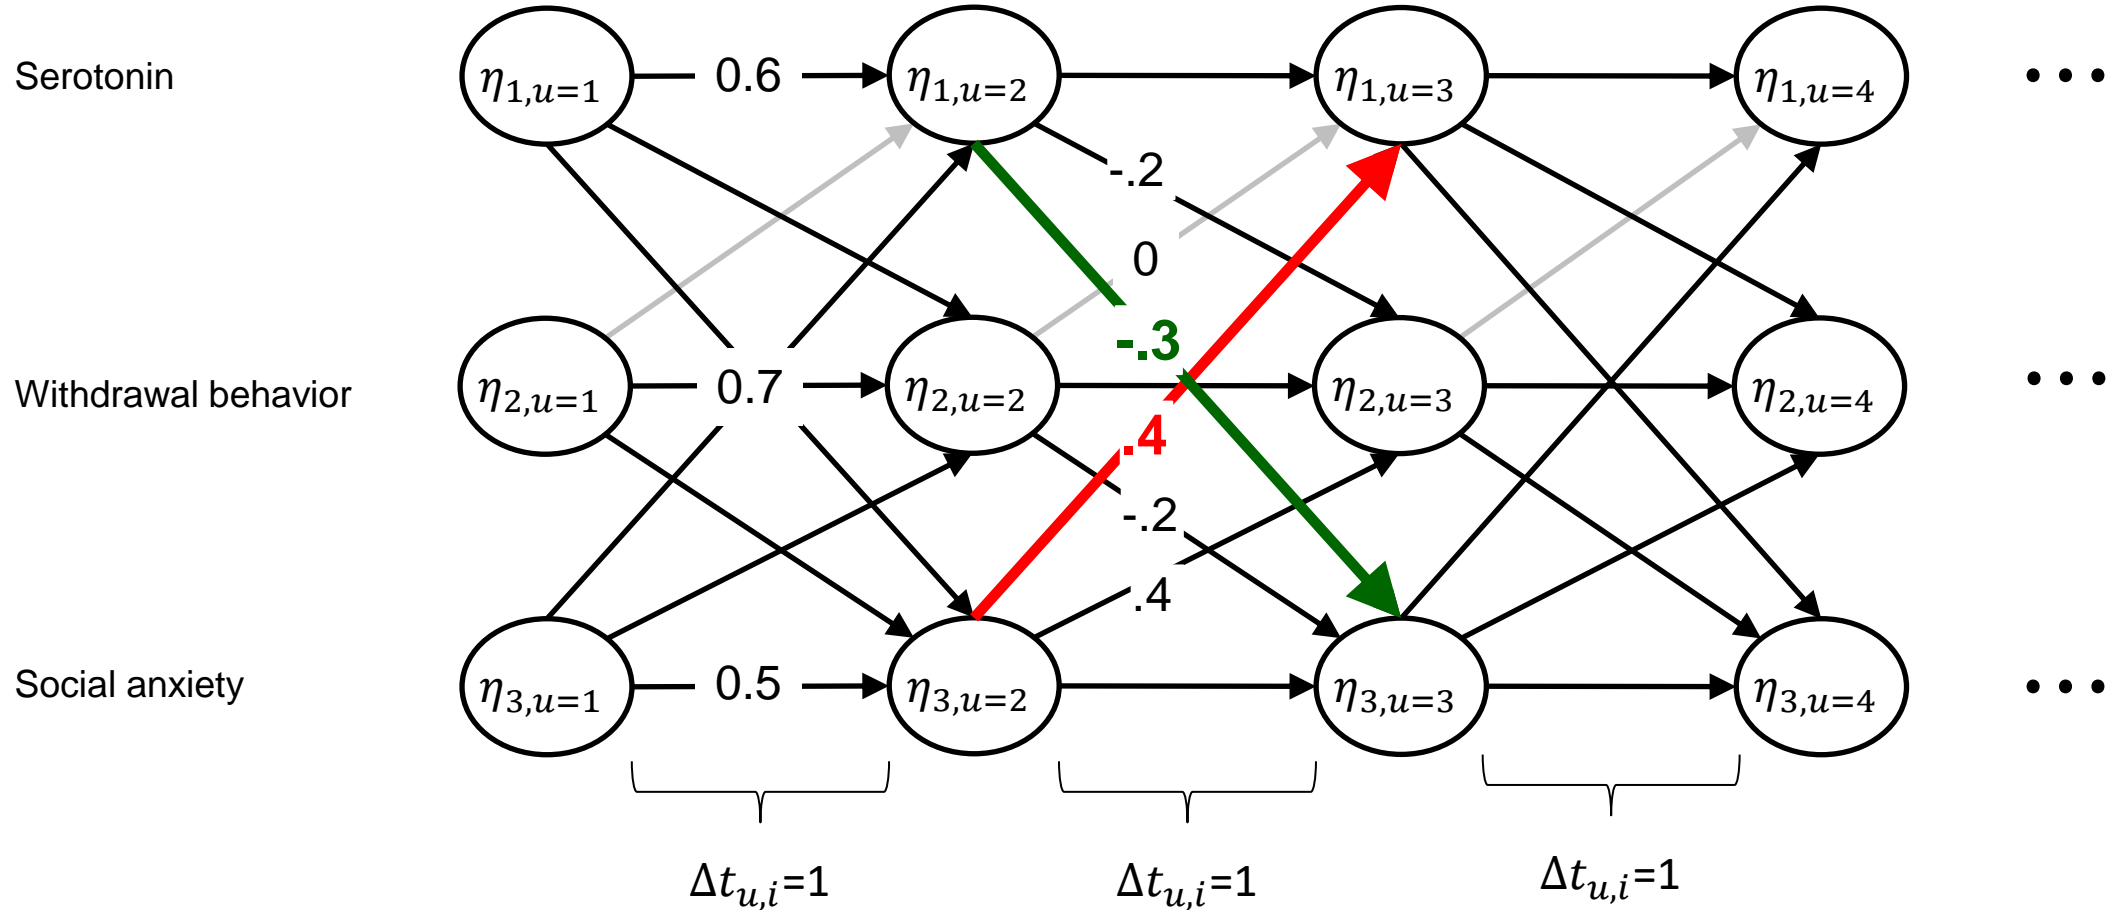 Serotonin
η1,u=1
0.6
η1,u=2
η1,u=3
η1,u=4
...
-.2
0
-.3
Withdrawal behavior
η2,u=1
0.7
η2,u=2
η2,u=3
η2,u=4
...
.4
-.2
.4
Social anxiety
η3,u=1
0.5
η3,u=2
η3,u=3
η3,u=4
...
Δtu,i=1
Δtu,i=1
Δtu,i=1